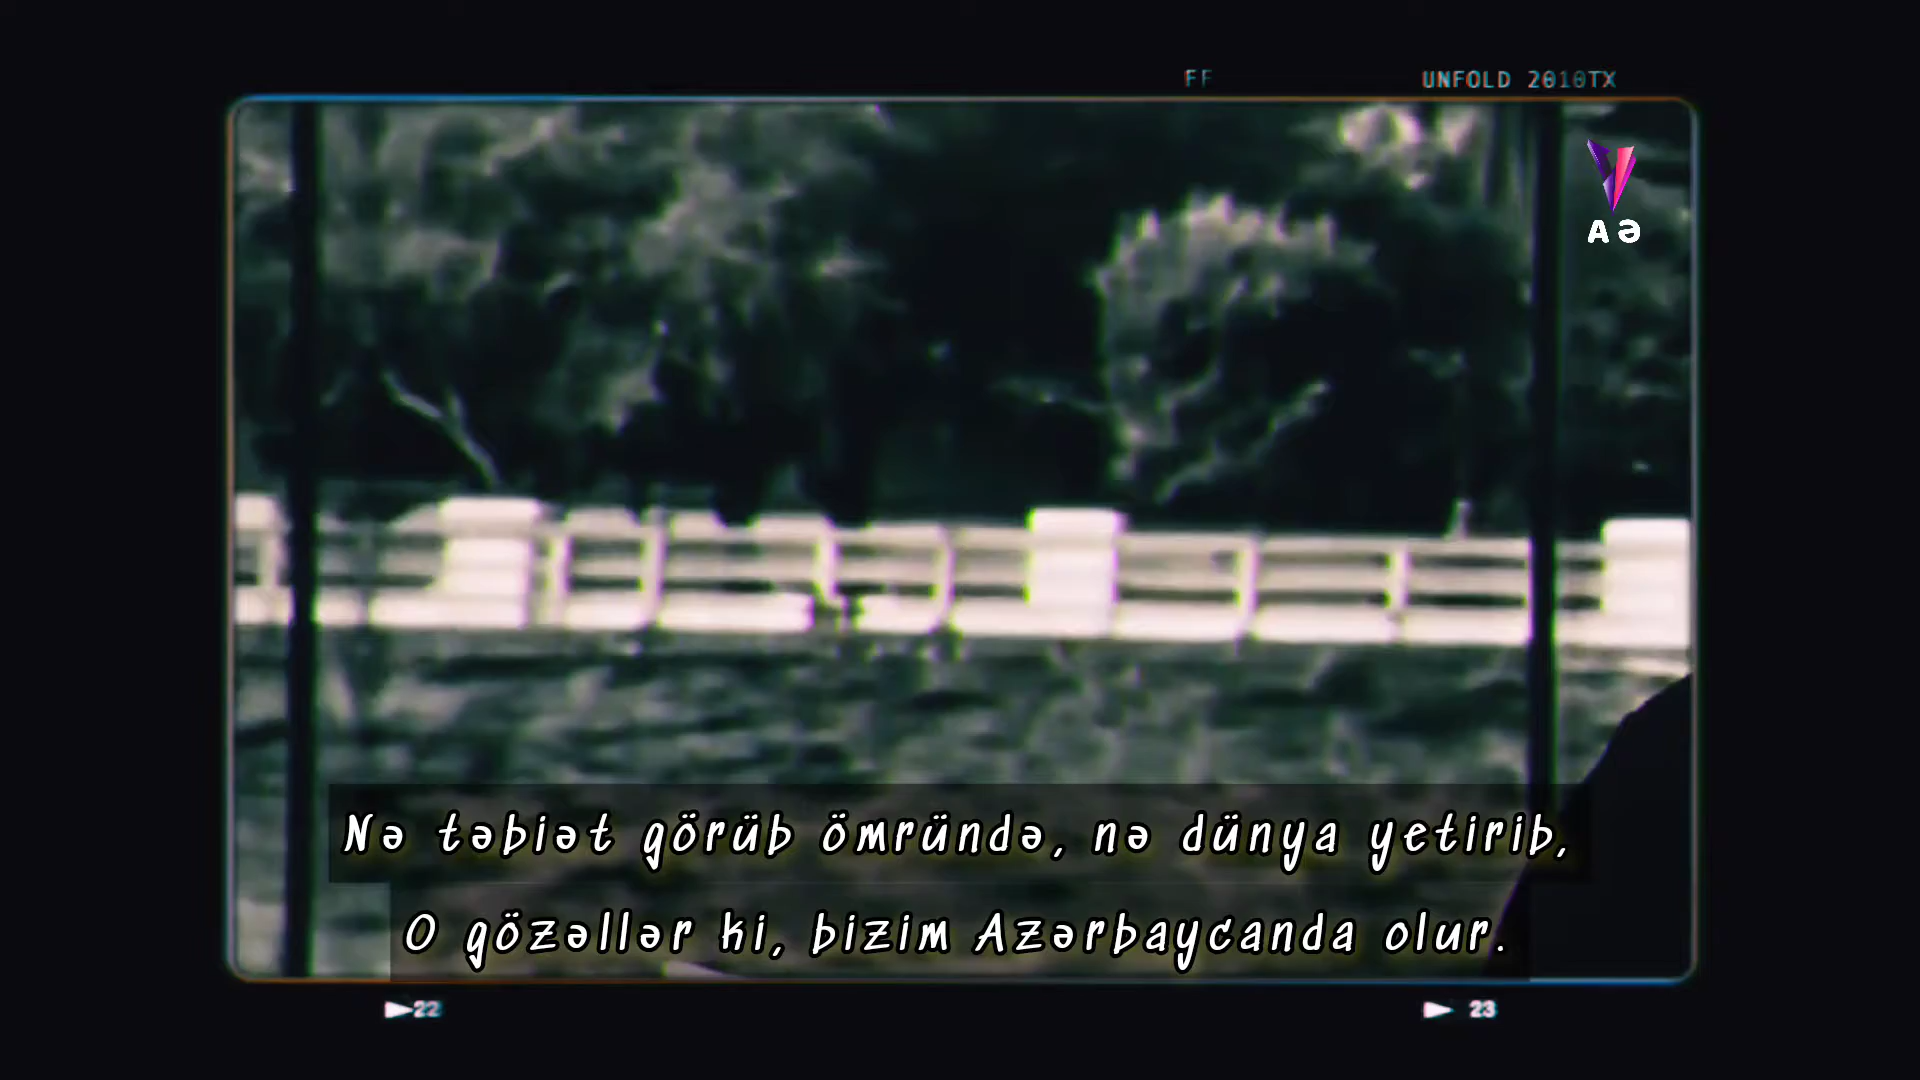 FF
UNFOLD 2010TX
AƏ
Nə təbiət görüb ömründə, nə dünya yetirib,
O gözəllər ki, bizim Azərbaycanda olur.
22
23